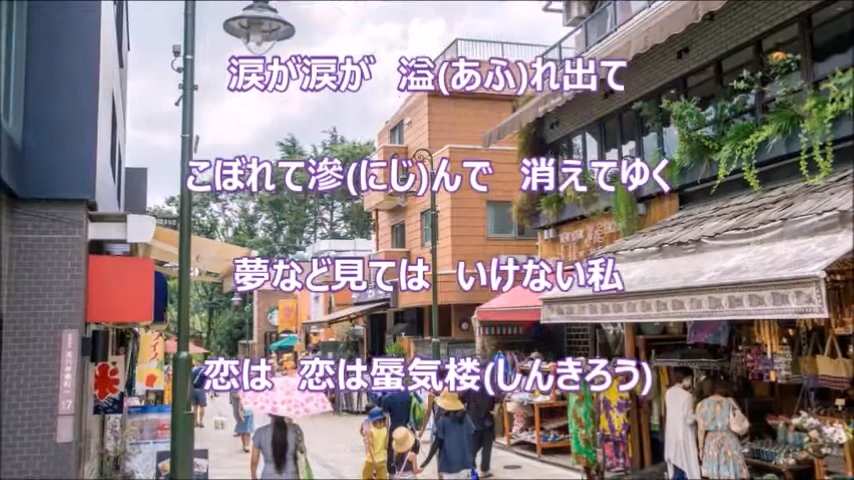 涙が涙が　溢(あふ)れ出て
こぼれて滲(にじ)んで　消えてゆく
夢など見ては　いけない私
恋は　恋は蜃気楼(しんきろう)
米
17